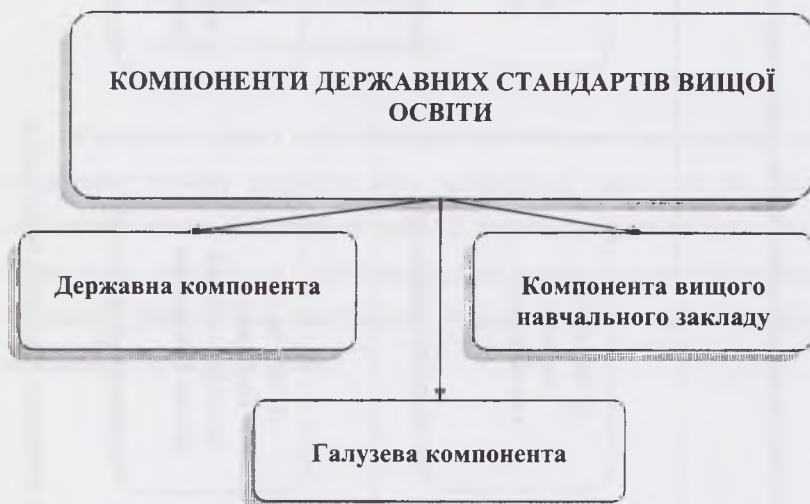 КОМПОНЕНТИ ДЕРЖАВНИХ СТАНДАРТІВ ВИЩОЇ
ОСВІТИ
Державна компонента
Компонента вищого
навчального закладу
Галузева компонента